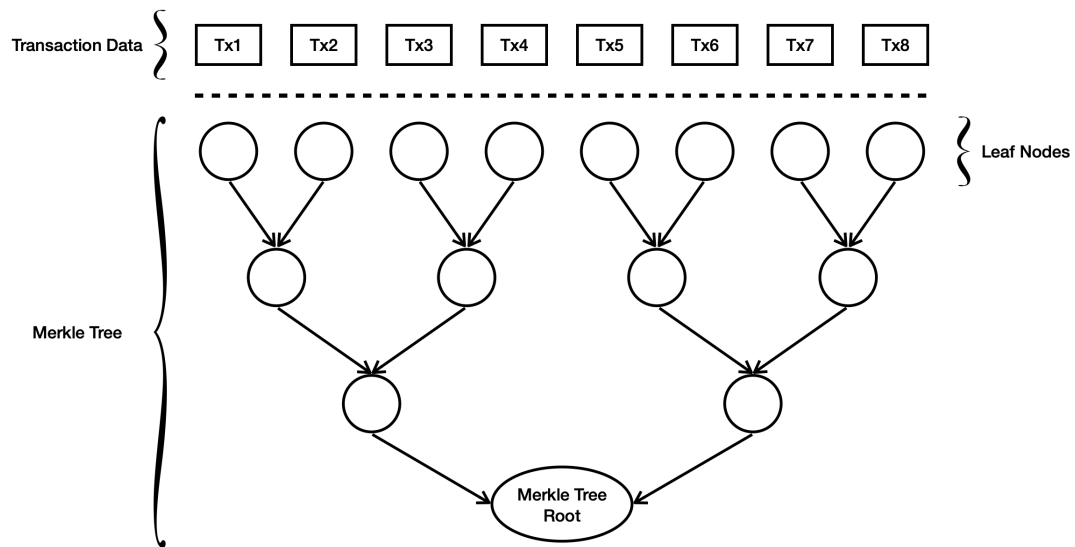 Transaction Data
Tx1
Tx2
Tx3
Tx4
Tx5
Tx6
Tx7
Tx8
Leaf Nodes
Merkle Tree
Merkle Tree
Root